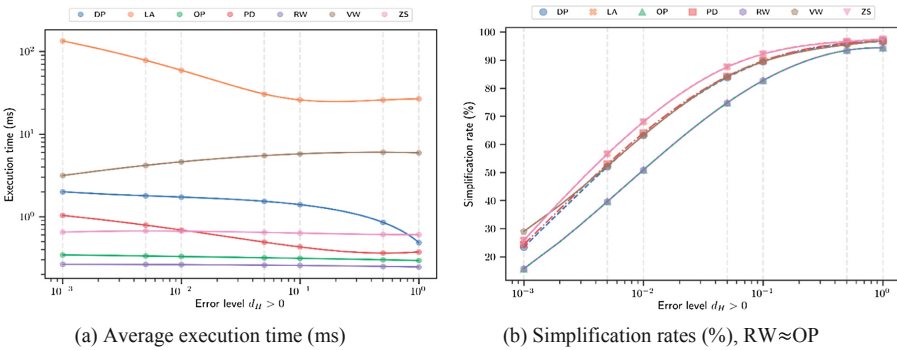 DP LA OP PD RW VW ZS
10²
10¹
10⁰
Execution time (ms)
10⁻³ 10⁻² 10⁻¹ 10⁰
Error level d_H > 0
(a) Average execution time (ms)
DP LA OP PD RW VW ZS
100
90
80
70
60
50
40
30
20
Simplification rate (%)
10⁻³ 10⁻² 10⁻¹ 10⁰
Error level d_H > 0
(b) Simplification rates (%), RW≈OP